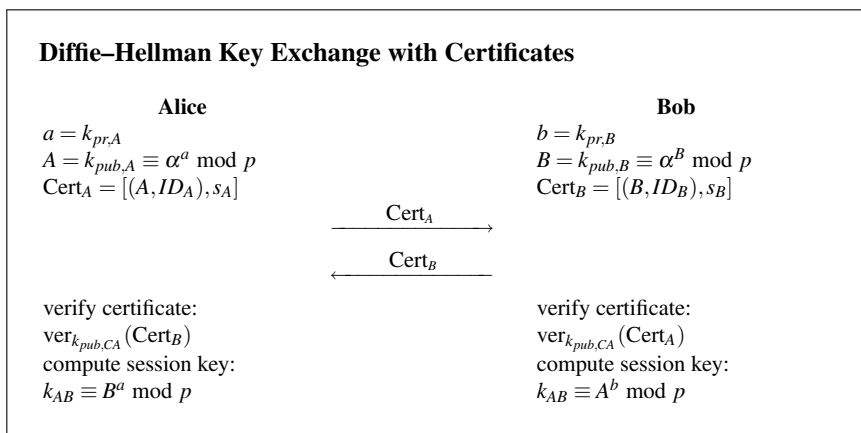 Diffie–Hellman Key Exchange with Certificates
Alice Bob
a = k_{pr,A} b = k_{pr,B}
A = k_{pub,A} ≡ α^a mod p B = k_{pub,B} ≡ α^B mod p
Cert_A = [(A, ID_A), s_A] Cert_B = [(B, ID_B), s_B]
Cert_A
Cert_B
verify certificate: verify certificate:
ver_{k_{pub,CA}}(Cert_B) ver_{k_{pub,CA}}(Cert_A)
compute session key: compute session key:
k_{AB} ≡ B^a mod p k_{AB} ≡ A^b mod p